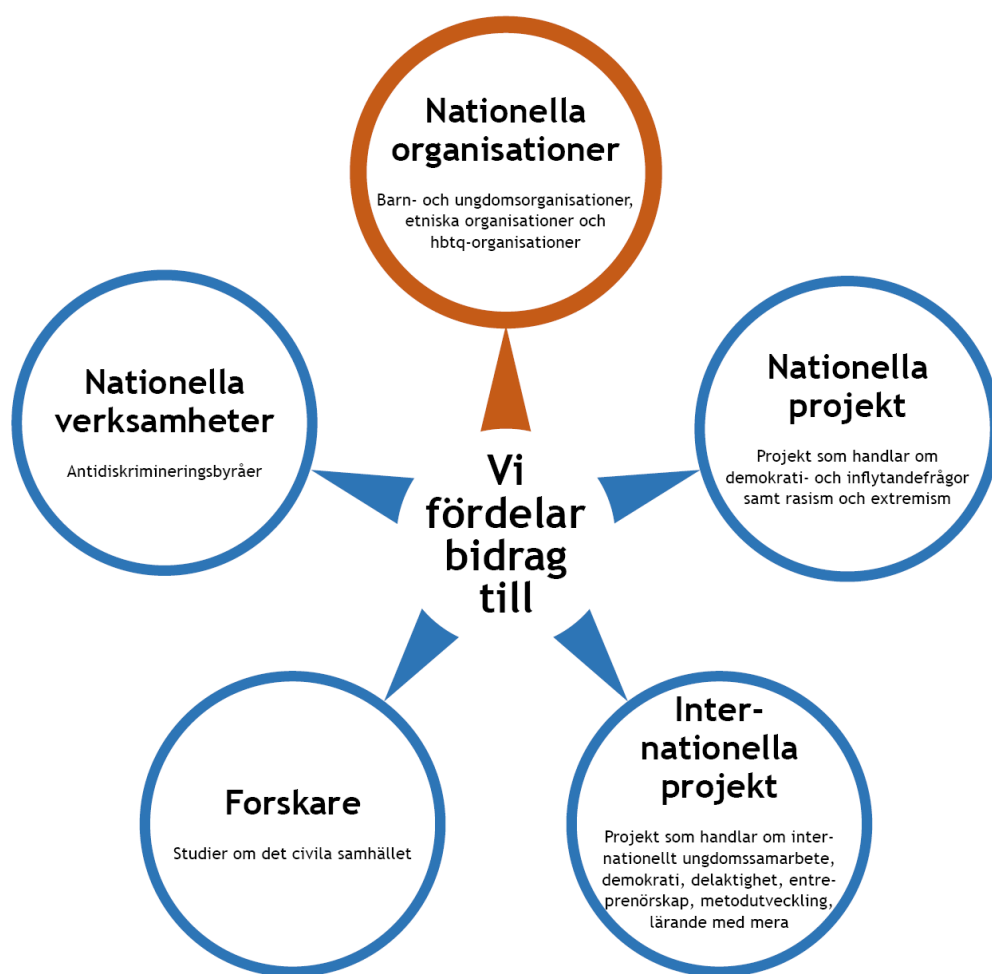 Nationella
organisationer
Barn- och ungdomsorganisationer,
etniska organisationer och
hbtq-organisationer
Nationella
verksamheter
Antidiskrimineringsbyråer
Nationella
projekt
Projekt som handlar om
demokrati- och inflytandefrågor
samt rasism och extremism
Vi
fördelar
bidrag
till
Forskare
Studier om det civila samhället
Inter-
nationella
projekt
Projekt som handlar om inter-
nationellt ungdomssamarbete,
demokrati, delaktighet, entre-
prenörskap, metodutveckling,
lärande med mera